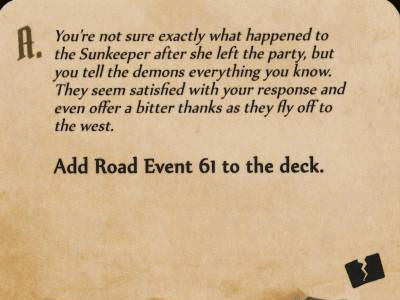 A. You're not sure exactly what happened to
the Sunkeeper after she left the party, but
you tell the demons everything you know.
They seem satisfied with your response and
even offer a bitter thanks as they fly off to
the west.
Add Road Event 61 to the deck.